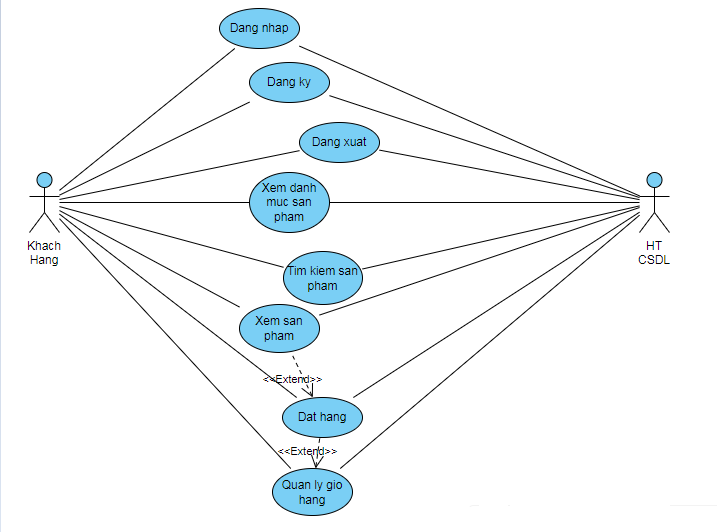 Dang nhap
Dang ky
Dang xuat
Xem danh
muc san
pham
Khach
Hang
HT
CSDL
Tim kiem san
pham
Xem san
pham
<<Extend>>
Dat hang
<<Extend>>
Quan ly gio
hang